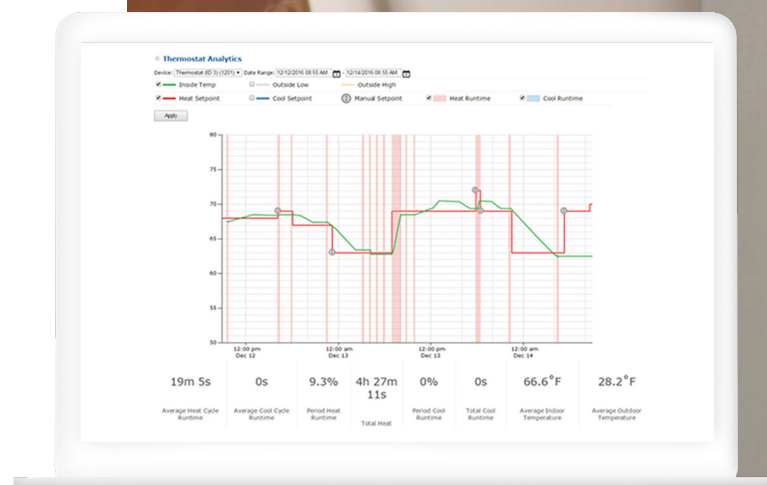 Thermostat Analytics
Device: Thermostat (ID 3) (1201) Date Range: 12/12/2016 08:55 AM - 12/14/2016 08:55 AM
Inside Temp Outside Low Outside High
Heat Setpoint Cool Setpoint Manual Setpoint Heat Runtime Cool Runtime
Apply
80
75
70
65
60
55
50
12:00 pm 12:00 am 12:00 pm 12:00 am
Dec 12 Dec 13 Dec 13 Dec 14
19m 5s 0s 9.3% 4h 27m 0% 0s 66.6°F 28.2°F
11s
Average Heat Cycle Average Cool Cycle Period Heat Period Cool Total Cool Average Indoor Average Outdoor
Runtime Runtime Runtime Total Heat Runtime Runtime Temperature Temperature